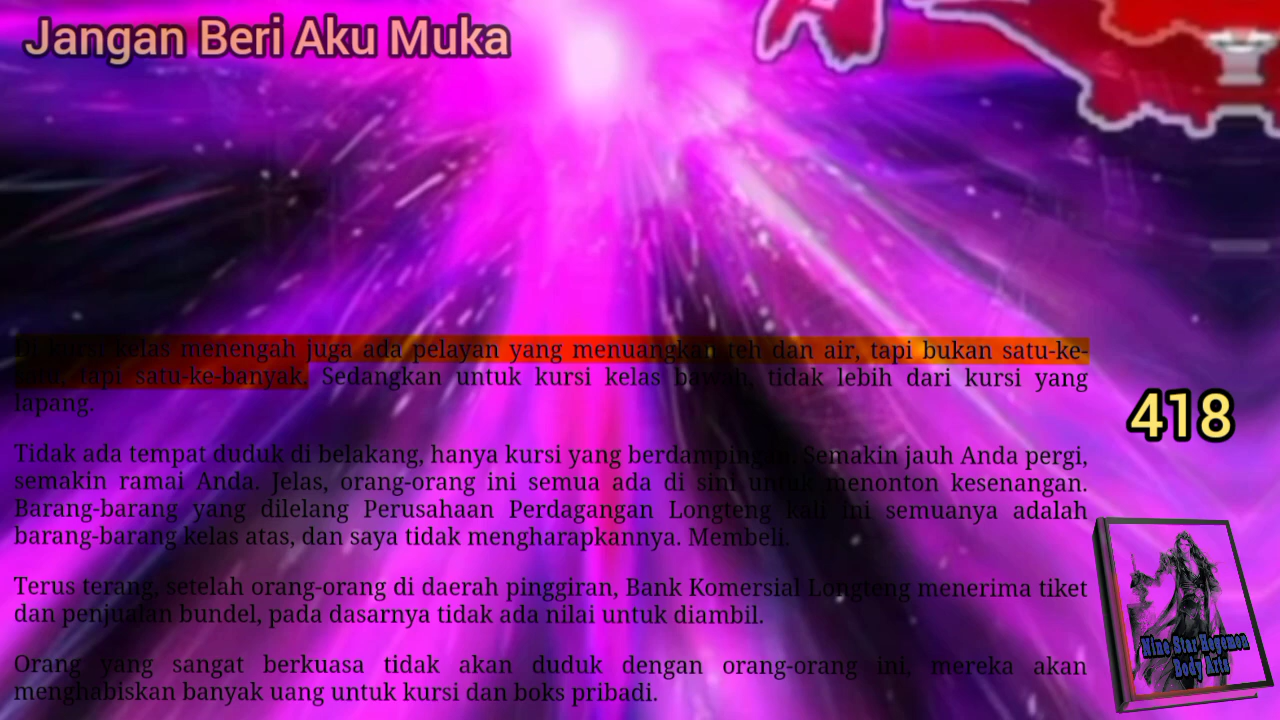 Jangan Beri Aku Muka
Di kursi kelas menengah juga ada pelayan yang menuangkan teh dan air, tapi bukan satu-ke-
satu, tapi satu-ke-banyak. Sedangkan untuk kursi kelas bawah, tidak lebih dari kursi yang
lapang.
Tidak ada tempat duduk di belakang, hanya kursi yang berdampingan. Semakin jauh Anda pergi,
semakin ramai Anda. Jelas, orang-orang ini semua ada di sini untuk menonton kesenangan.
Barang-barang yang dilelang Perusahaan Perdagangan Longteng kali ini semuanya adalah
barang-barang kelas atas, dan saya tidak mengharapkannya. Membeli.
Terus terang, setelah orang-orang di daerah pinggiran, Bank Komersial Longteng menerima tiket
dan penjualan bundel, pada dasarnya tidak ada nilai untuk diambil.
Orang yang sangat berkuasa tidak akan duduk dengan orang-orang ini, mereka akan
menghabiskan banyak uang untuk kursi dan boks pribadi.
418
Nine Star Hegemon
Body Arts